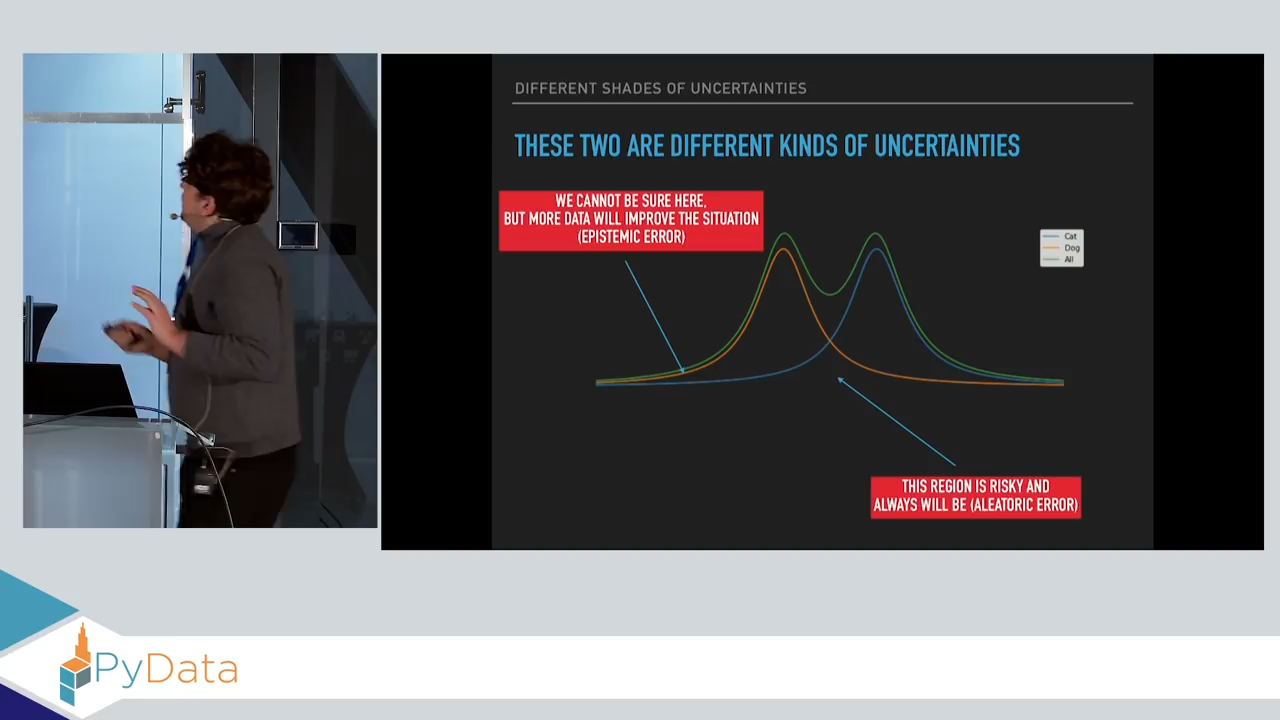 DIFFERENT SHADES OF UNCERTAINTIES
THESE TWO ARE DIFFERENT KINDS OF UNCERTAINTIES
WE CANNOT BE SURE HERE,
BUT MORE DATA WILL IMPROVE THE SITUATION
(EPISTEMIC ERROR)
Cat
Dog
All
THIS REGION IS RISKY AND
ALWAYS WILL BE (ALEATORIC ERROR)
PyData